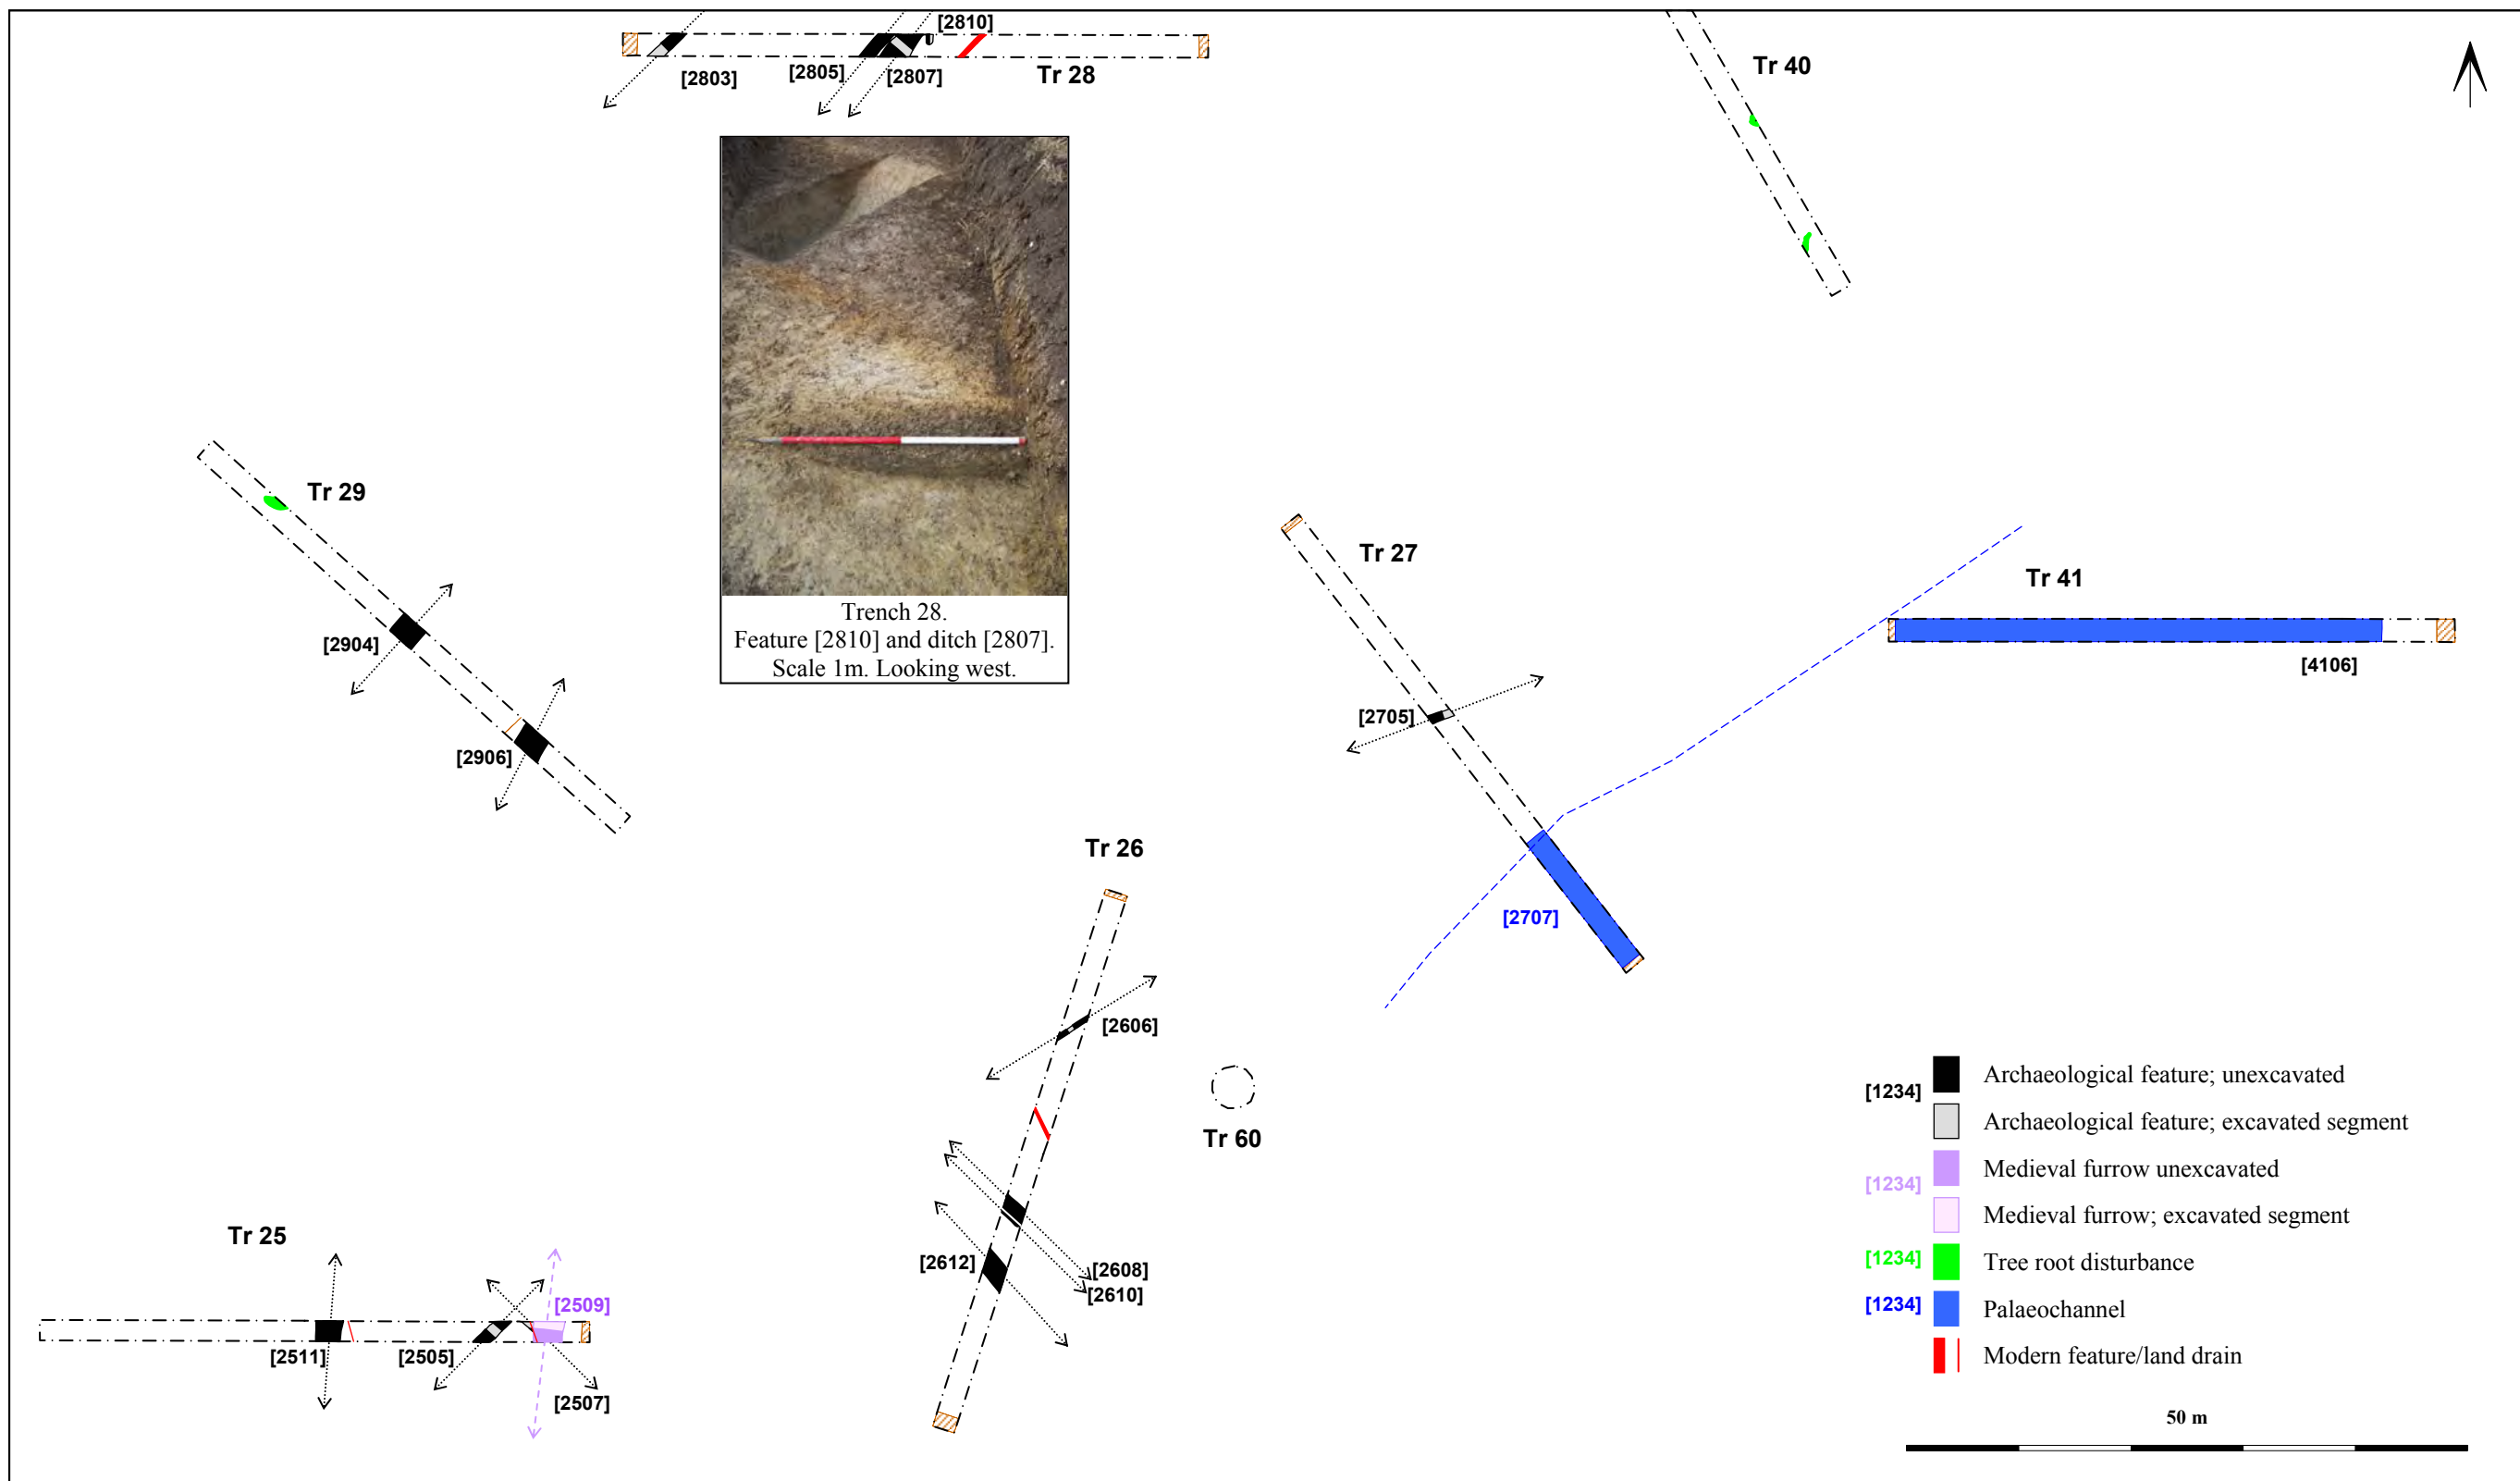 [2810]
[2803]
[2805]
[2807]
Tr 28
Tr 40
Trench 28.
Feature [2810] and ditch [2807].
Scale 1m. Looking west.
Tr 29
[2904]
[2906]
Tr 27
[2705]
[2707]
Tr 41
[4106]
Tr 26
[2606]
Tr 60
[2612]
[2608]
[2610]
Tr 25
[2509]
[2511]
[2505]
[2507]
[1234]
Archaeological feature; unexcavated
Archaeological feature; excavated segment
[1234]
Medieval furrow unexcavated
Medieval furrow; excavated segment
[1234]
Tree root disturbance
[1234]
Palaeochannel
Modern feature/land drain
50 m